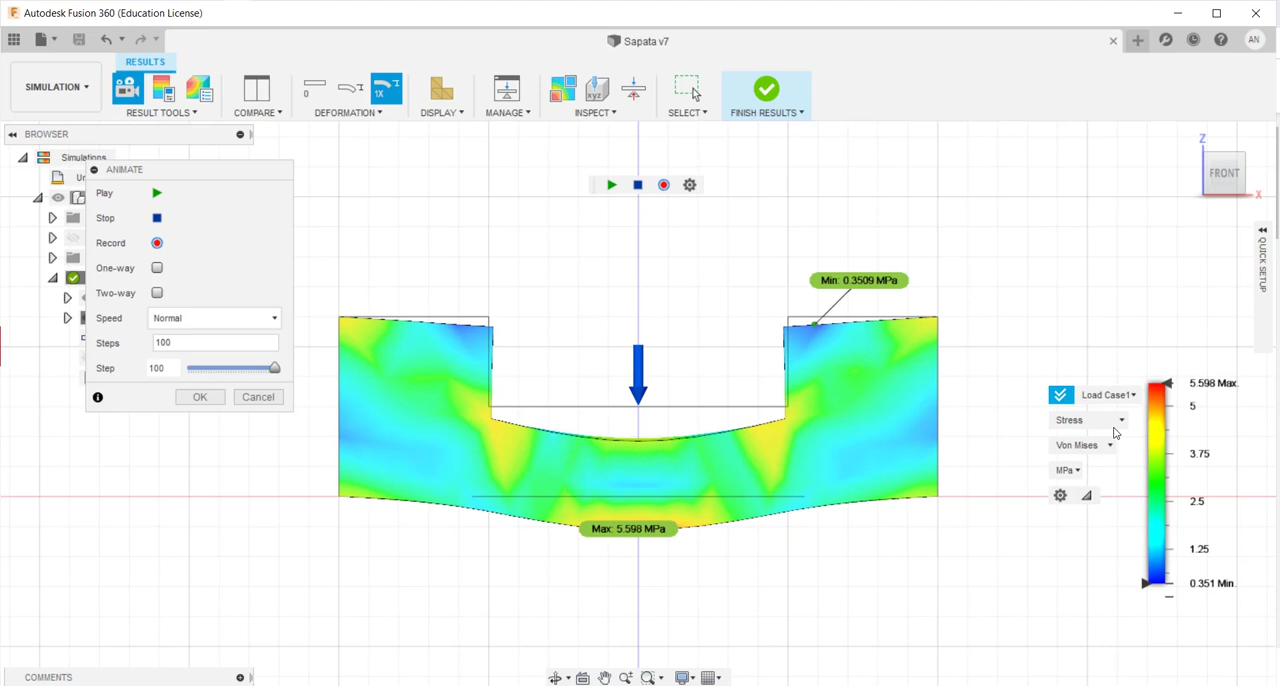 Autodesk Fusion 360 (Education License)
Sapata v7
AN
RESULTS
SIMULATION
RESULT TOOLS
COMPARE
0
1X
DEFORMATION
DISPLAY
MANAGE
xyz
INSPECT
SELECT
FINISH RESULTS
BROWSER
Simulations
ANIMATE
Play
Stop
Record
One-way
Two-way
Speed
Normal
Steps
100
Step
100
OK
Cancel
Z
FRONT
X
QUICK SETUP
Min: 0.3509 MPa
Max: 5.598 MPa
Load Case1
Stress
Von Mises
MPa
5.598 Max.
5
3.75
2.5
1.25
0.351 Min.
COMMENTS